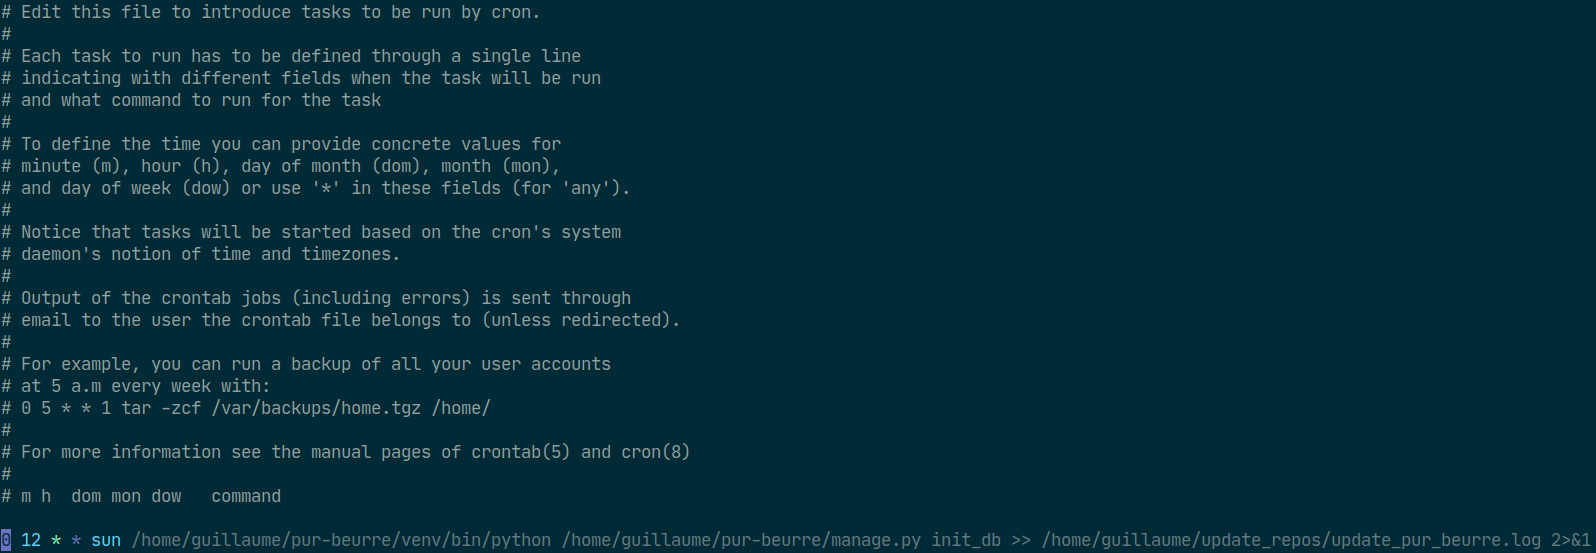 # Edit this file to introduce tasks to be run by cron.
#
# Each task to run has to be defined through a single line
# indicating with different fields when the task will be run
# and what command to run for the task
#
# To define the time you can provide concrete values for
# minute (m), hour (h), day of month (dom), month (mon),
# and day of week (dow) or use '*' in these fields (for 'any').
#
# Notice that tasks will be started based on the cron's system
# daemon's notion of time and timezones.
#
# Output of the crontab jobs (including errors) is sent through
# email to the user the crontab file belongs to (unless redirected).
#
# For example, you can run a backup of all your user accounts
# at 5 a.m every week with:
# 0 5 * * 1 tar -zcf /var/backups/home.tgz /home/
#
# For more information see the manual pages of crontab(5) and cron(8)
#
# m h  dom mon dow   command
0 12 * * sun /home/guillaume/pur-beurre/venv/bin/python /home/guillaume/pur-beurre/manage.py init_db >> /home/guillaume/update_repos/update_pur_beurre.log 2>&1